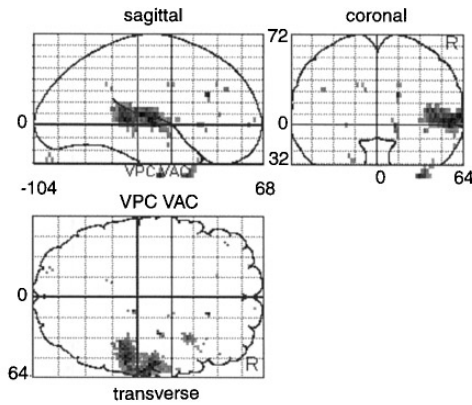 sagittal
coronal
72
R
0
0
VPC VAC
32
-104
68
0
64
VPC VAC
0
R
64
transverse